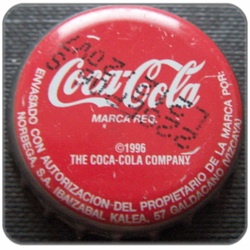 Coca-Cola
MARCA REG.
©1996
THE COCA-COLA COMPANY
ENVASADO CON AUTORIZACION DEL PROPIETARIO DE LA MARCA POR:
NORBEGA, S.A. IBAIZABAL KALEA, 57 GALDACANO (VIZCAYA)